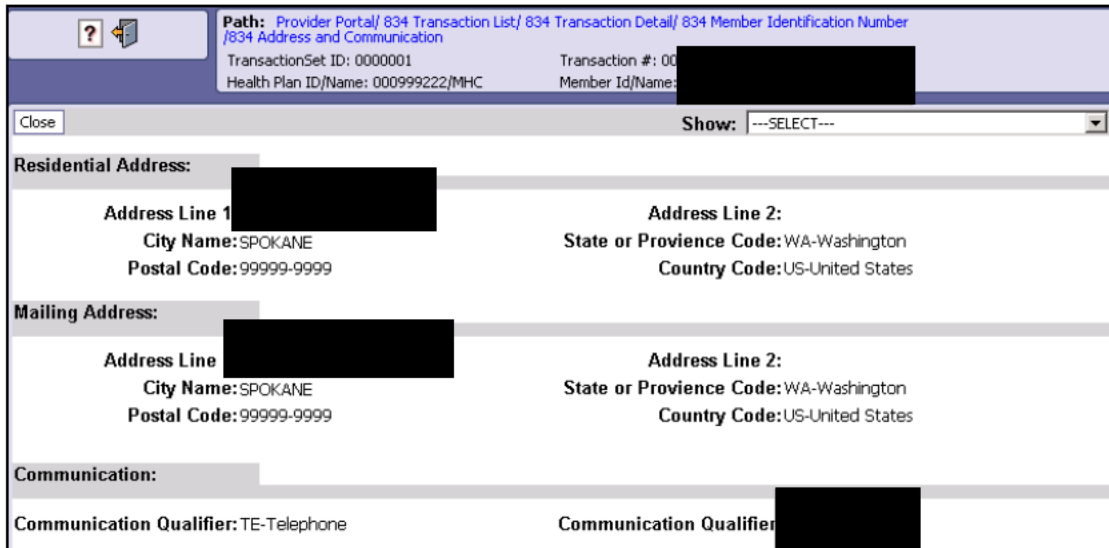 ?
Path: Provider Portal/ 834 Transaction List/ 834 Transaction Detail/ 834 Member Identification Number
/834 Address and Communication
TransactionSet ID: 0000001 Transaction #: 00
Health Plan ID/Name: 000999222/MHC Member Id/Name:
Close Show: ---SELECT---
Residential Address:
Address Line 1 Address Line 2:
City Name: SPOKANE State or Provience Code: WA-Washington
Postal Code: 99999-9999 Country Code: US-United States
Mailing Address:
Address Line Address Line 2:
City Name: SPOKANE State or Provience Code: WA-Washington
Postal Code: 99999-9999 Country Code: US-United States
Communication:
Communication Qualifier: TE-Telephone Communication Qualifier